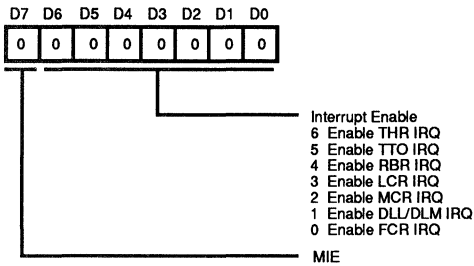 D7 D6 D5 D4 D3 D2 D1 D0
0 0 0 0 0 0 0 0
Interrupt Enable
6 Enable THR IRQ
5 Enable TTO IRQ
4 Enable RBR IRQ
3 Enable LCR IRQ
2 Enable MCR IRQ
1 Enable DLL/DLM IRQ
0 Enable FCR IRQ
MIE